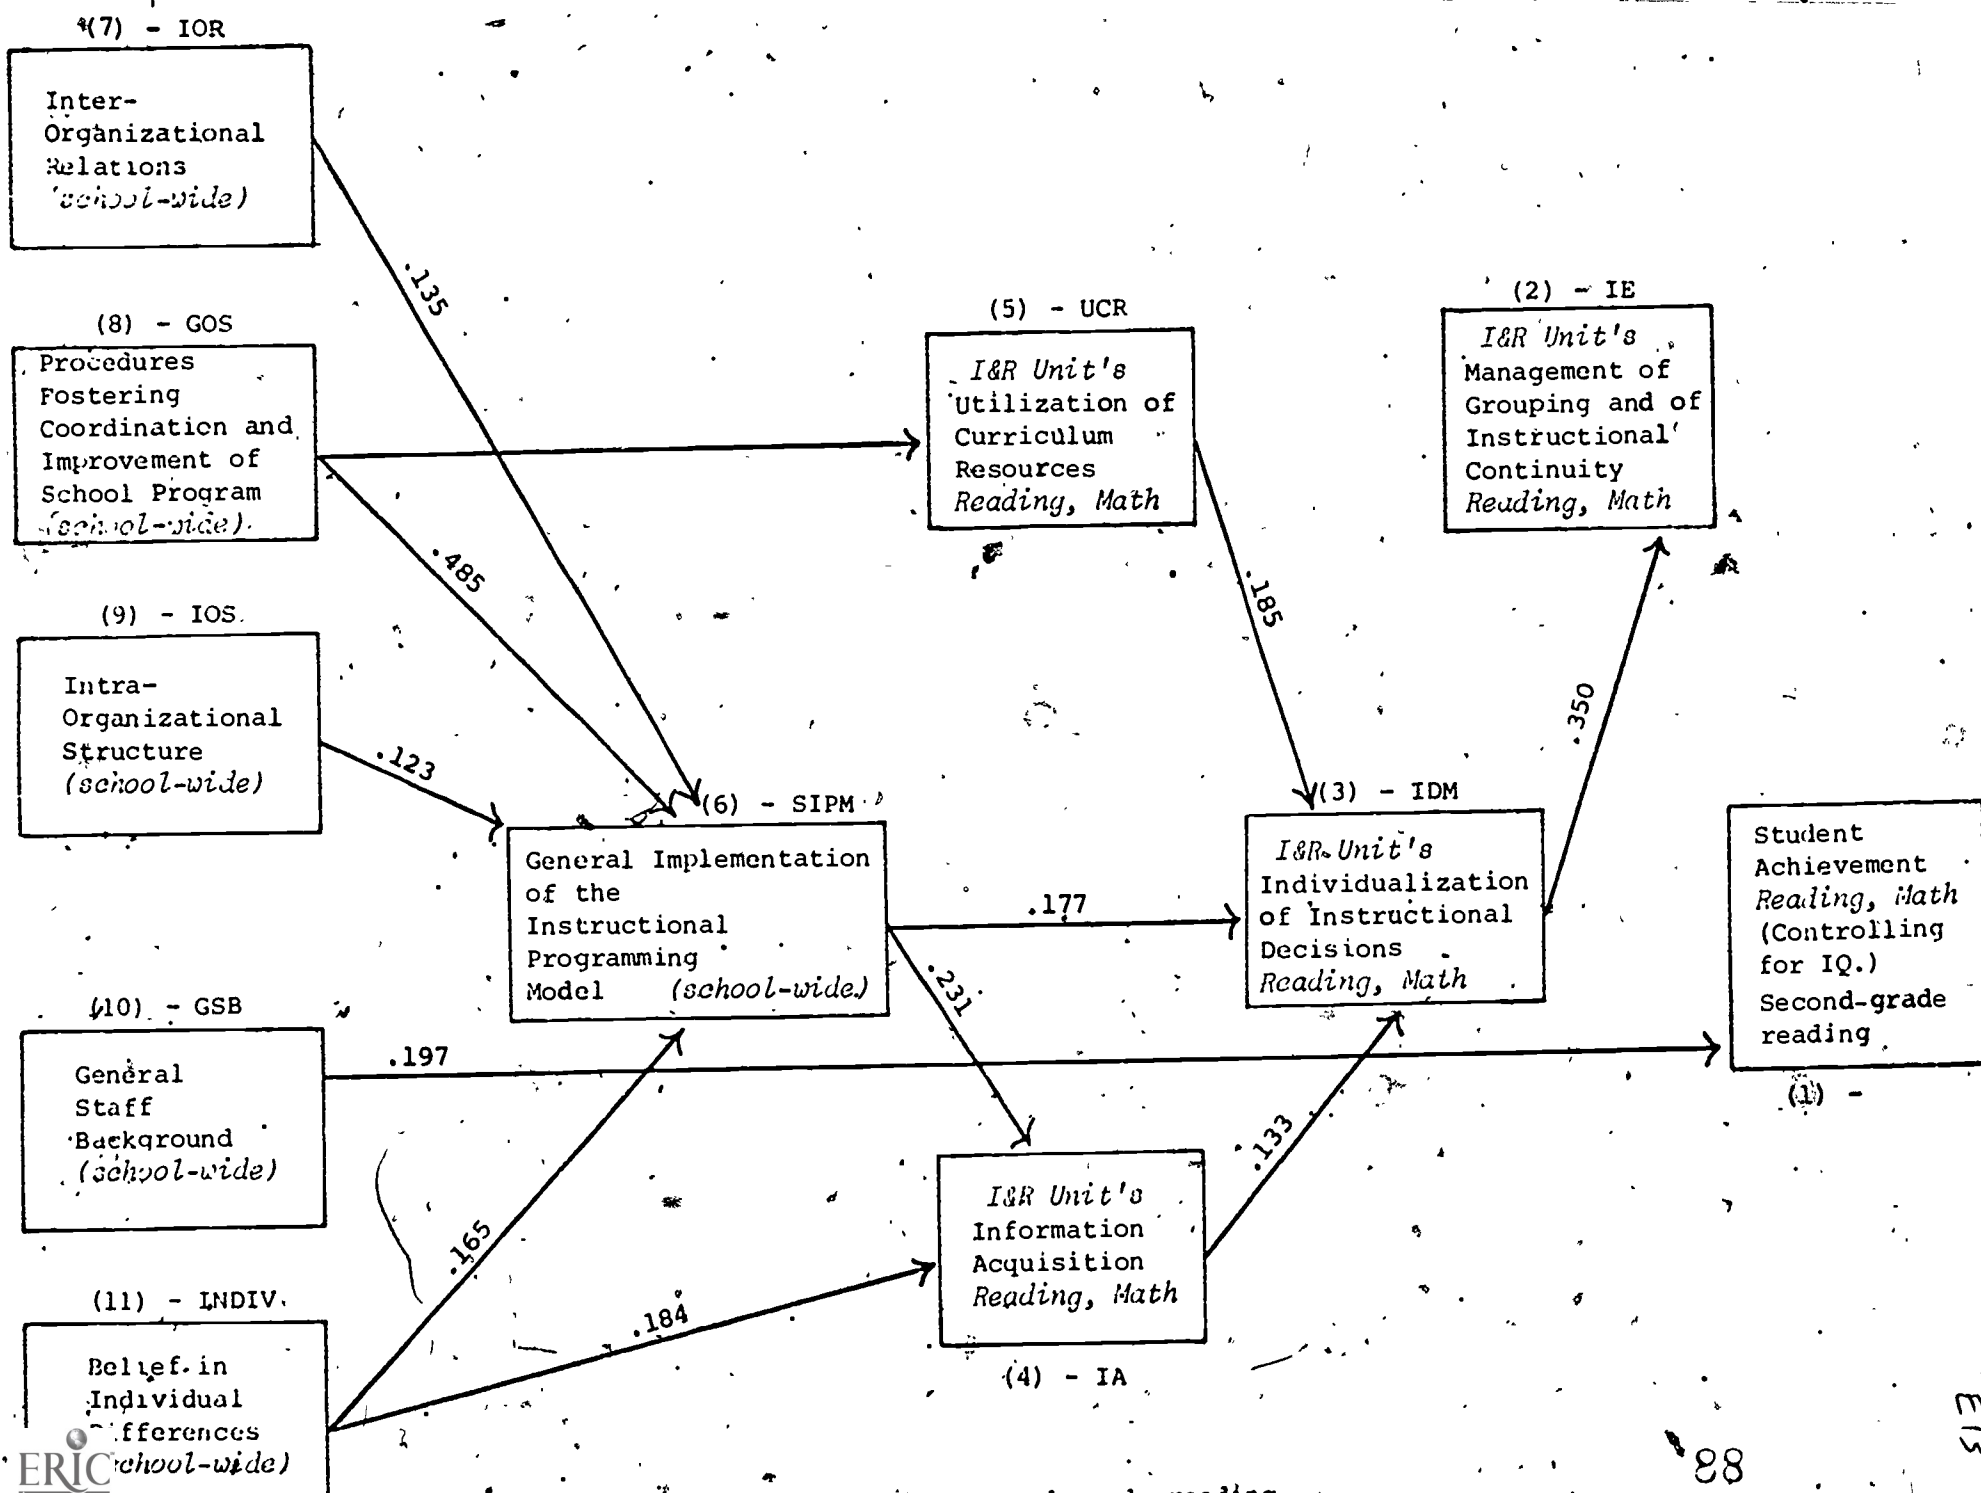 (7) - IOR
Inter-
Organizational
Relations
(school-wide)
(8) - GOS
Procedures
Fostering
Coordination and
Improvement of
School Program
(school-wide)
(9) - IOS
Intra-
Organizational
Structure
(school-wide)
(10) - GSB
General
Staff
Background
(school-wide)
(11) - INDIV.
Belief in
Individual
Differences
school-wide)
.135
.485
.123
.165
.197
.184
(6) - SIPM
General Implementation
of the
Instructional
Programming
Model (school-wide)
(5) - UCR
I&R Unit's
Utilization of
Curriculum
Resources
Reading, Math
.177
.231
.185
(4) - IA
I&R Unit's
Information
Acquisition
Reading, Math
.133
(3) - IDM
I&R Unit's
Individualization
of Instructional
Decisions
Reading, Math
.350
(2) - IE
I&R Unit's
Management of
Grouping and of
Instructional
Continuity
Reading, Math
Student
Achievement
Reading, Math
(Controlling
for IQ.)
Second-grade
reading
(1) -
88
ERIC
reading